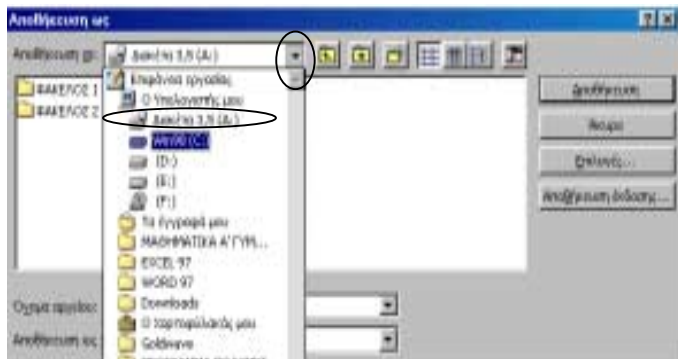 Αποθήκευση ως
Αποθήκευση σε: Δισκέτα 3,5 (A:)
ΦΑΚΕΛΟΣ 1
ΦΑΚΕΛΟΣ 2
Επιφάνεια εργασίας
Ο Υπολογιστής μου
Δισκέτα 3,5 (A:)
(C:)
(D:)
(E:)
(F:)
Τα έγγραφά μου
ΜΑΘΗΜΑΤΙΚΑ Α' ΓΥΜ...
EXCEL 97
WORD 97
Downloads
Ο Χαρτοφύλακάς μου
Goldwave
Αποθήκευση
Άκυρο
Επιλογές...
Αποθήκευση έκδοσης...
Όνομα αρχείου:
Αποθήκευση ως